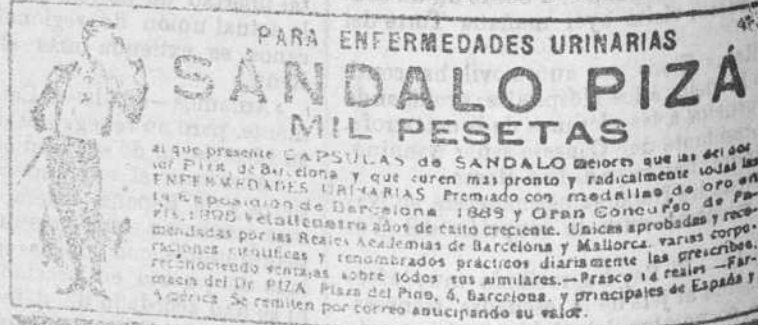 PARA ENFERMEDADES URINARIAS
SÁNDALO PIZÁ
MIL PESETAS
al que presente CAPSULAS de SANDALO mejores que las del doc
tor Pizá, de Barcelona, y que curen más pronto y radicalmente todas las
ENFERMEDADES URINARIAS. Premiado con medallas de oro en
la Exposición de Barcelona 1888 y Gran Concurso de Pa-
rís, 1895. años de éxito creciente. Unicas aprobadas y reco-
mendadas por las Reales Academias de Barcelona y Mallorca, varias corpo-
raciones científicas y renombrados prácticos diariamente las prescriben,
reconociendo ventajas sobre todos sus similares.—Frasco 14 reales.—Far-
macia del Dr. PIZA. Plaza del Pino, 6, Barcelona, y principales de España y
América. Se remiten por correo anticipando su valor.